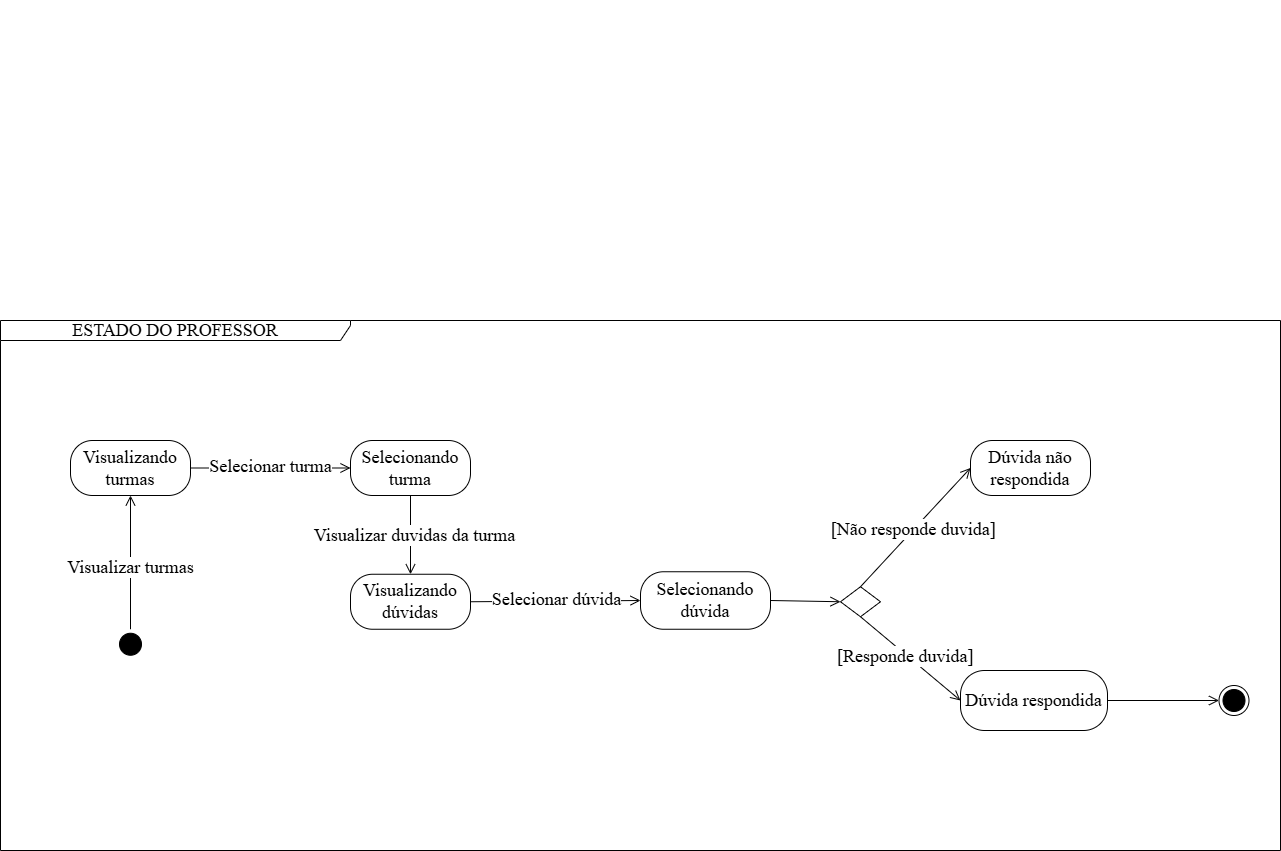 ESTADO DO PROFESSOR
Visualizando
turmas
Selecionar turma
Selecionando
turma
Dúvida não
respondida
Visualizar duvidas da turma
[Não responde duvida]
Visualizar turmas
Visualizando
dúvidas
Selecionar dúvida
Selecionando
dúvida
[Responde duvida]
Dúvida respondida